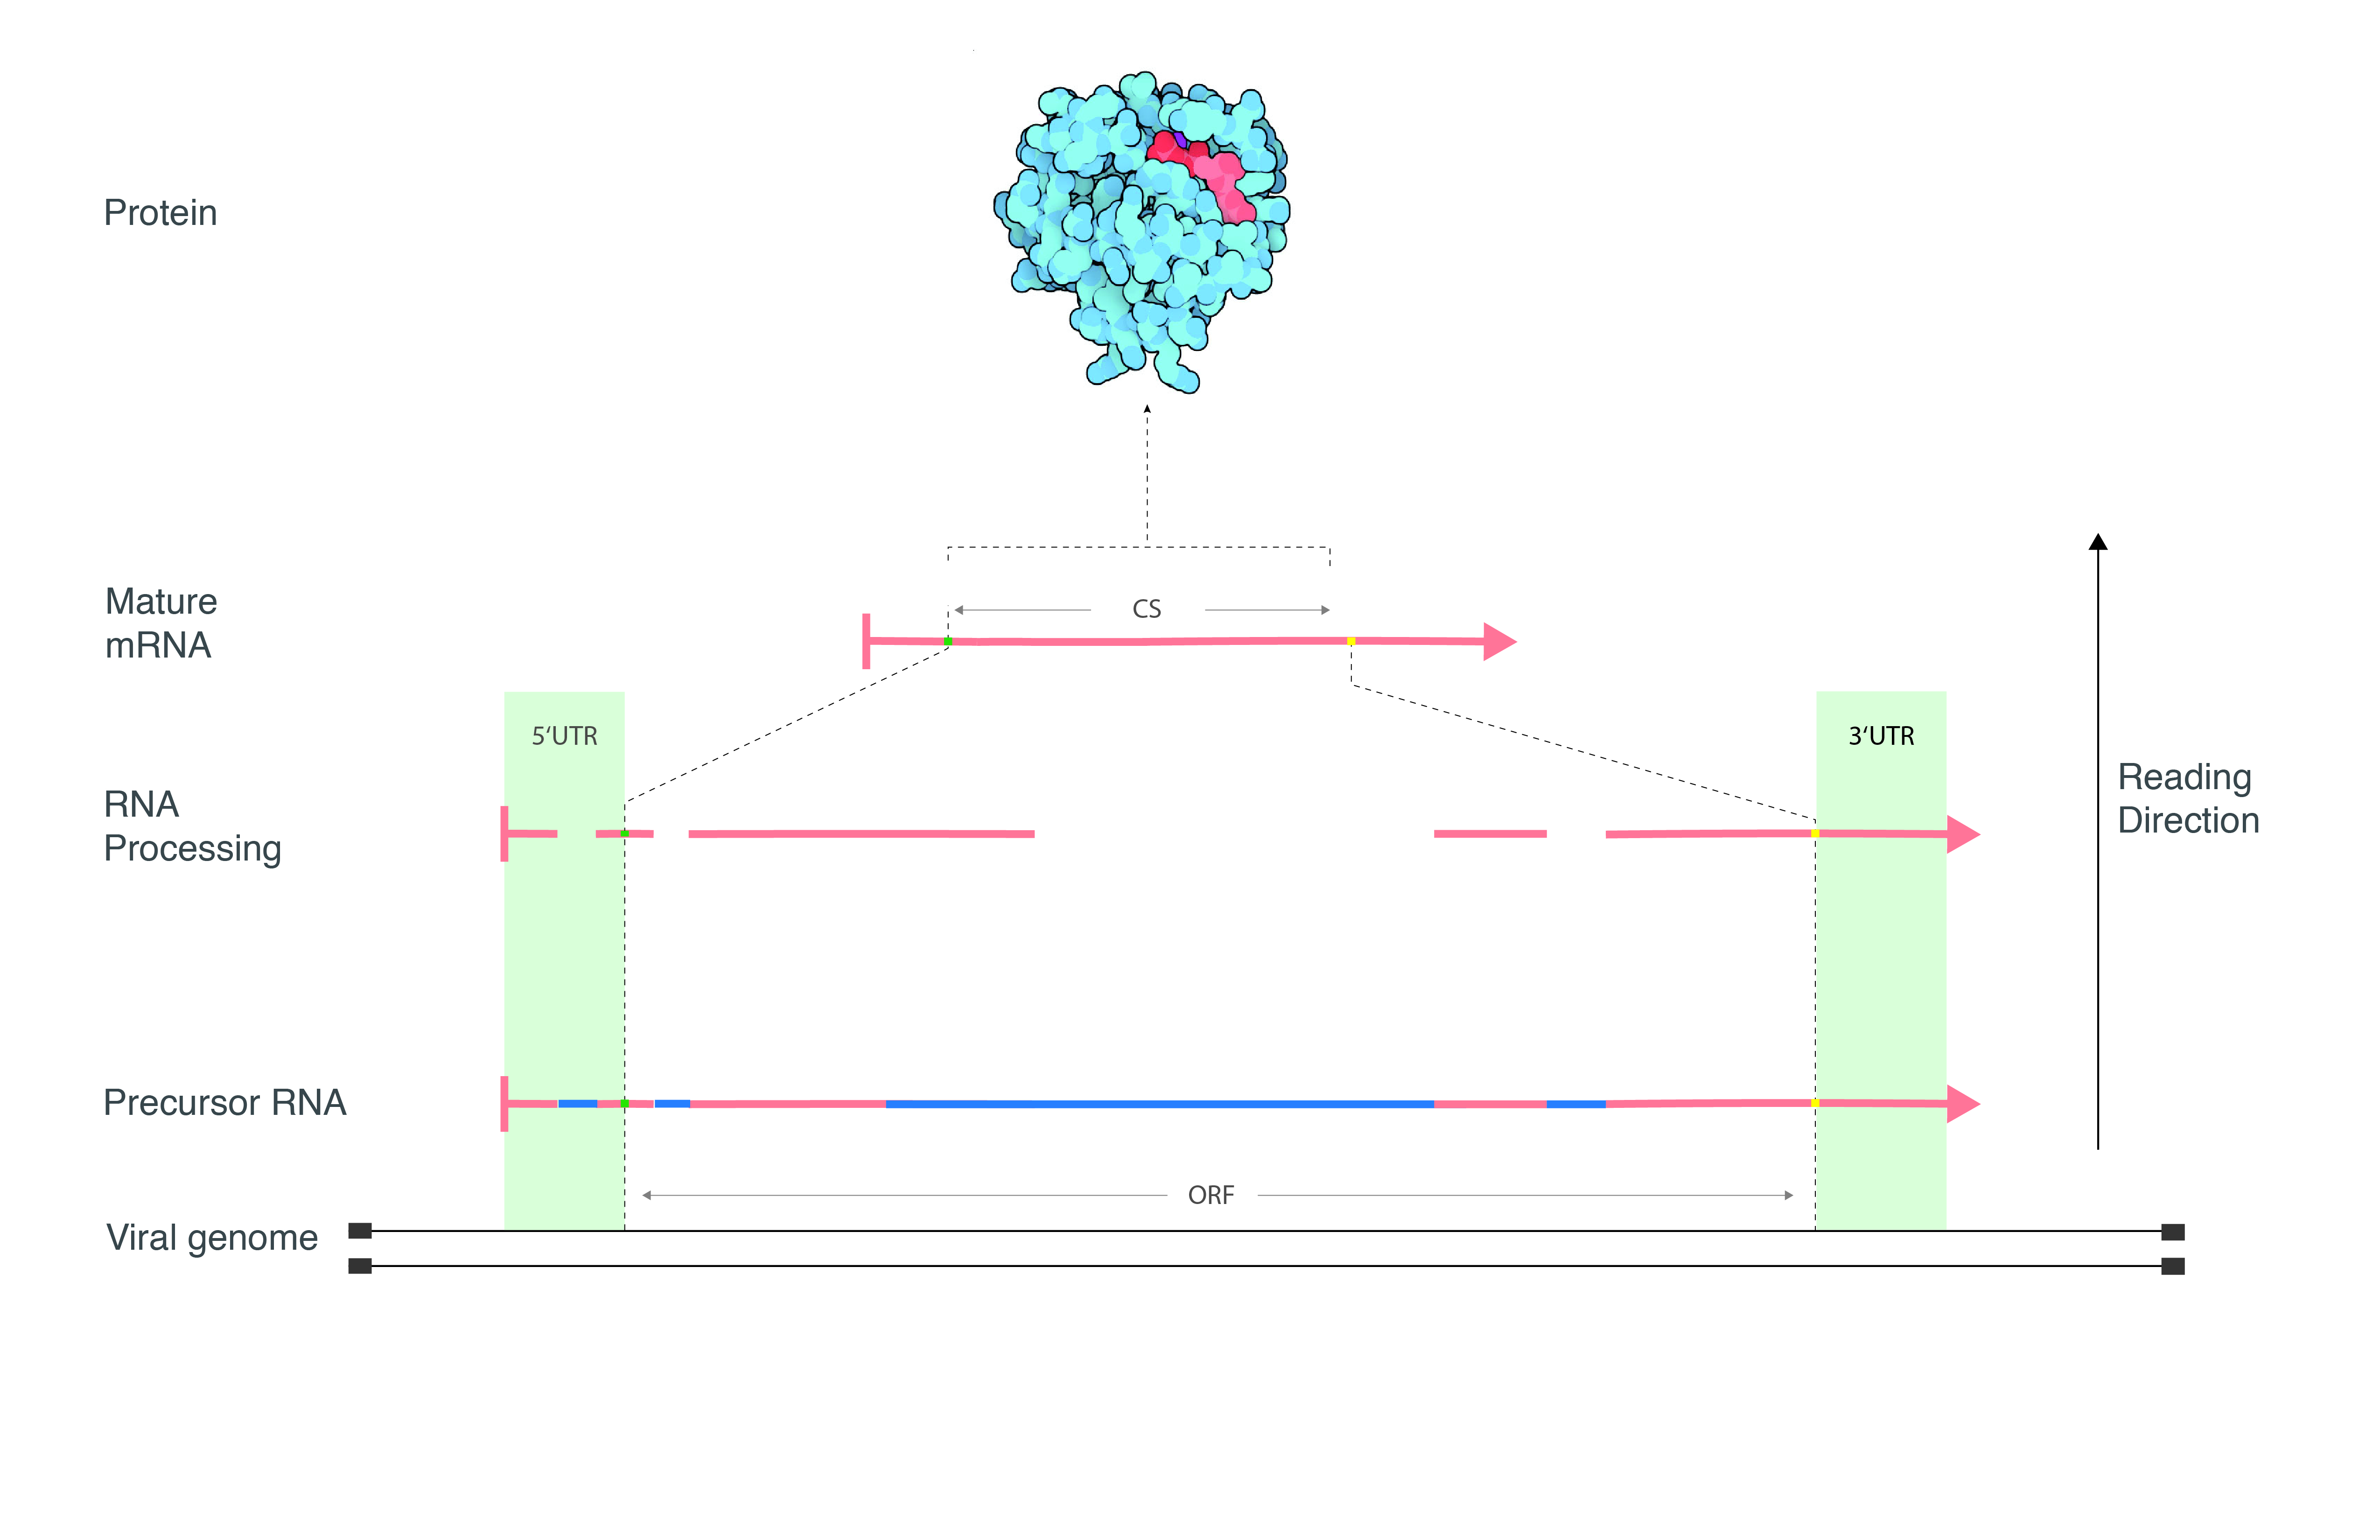 Protein
Mature
mRNA
CS
5‘UTR
3‘UTR
RNA
Processing
Reading
Direction
Precursor RNA
ORF
Viral genome